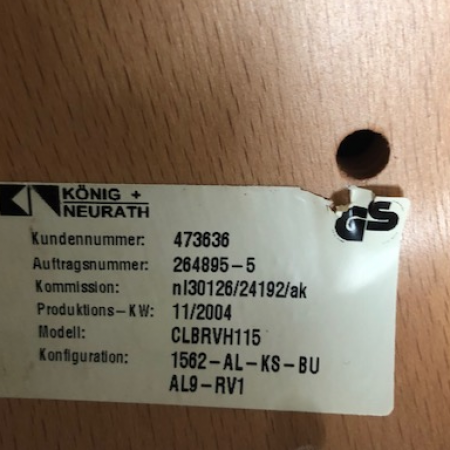 KÖNIG +
NEURATH
GS
Kundennummer: 473636
Auftragsnummer: 264895-5
Kommission: nl30126/24192/ak
Produktions-KW: 11/2004
Modell: CLBRVH115
Konfiguration: 1562-AL-KS-BU
AL9-RV1